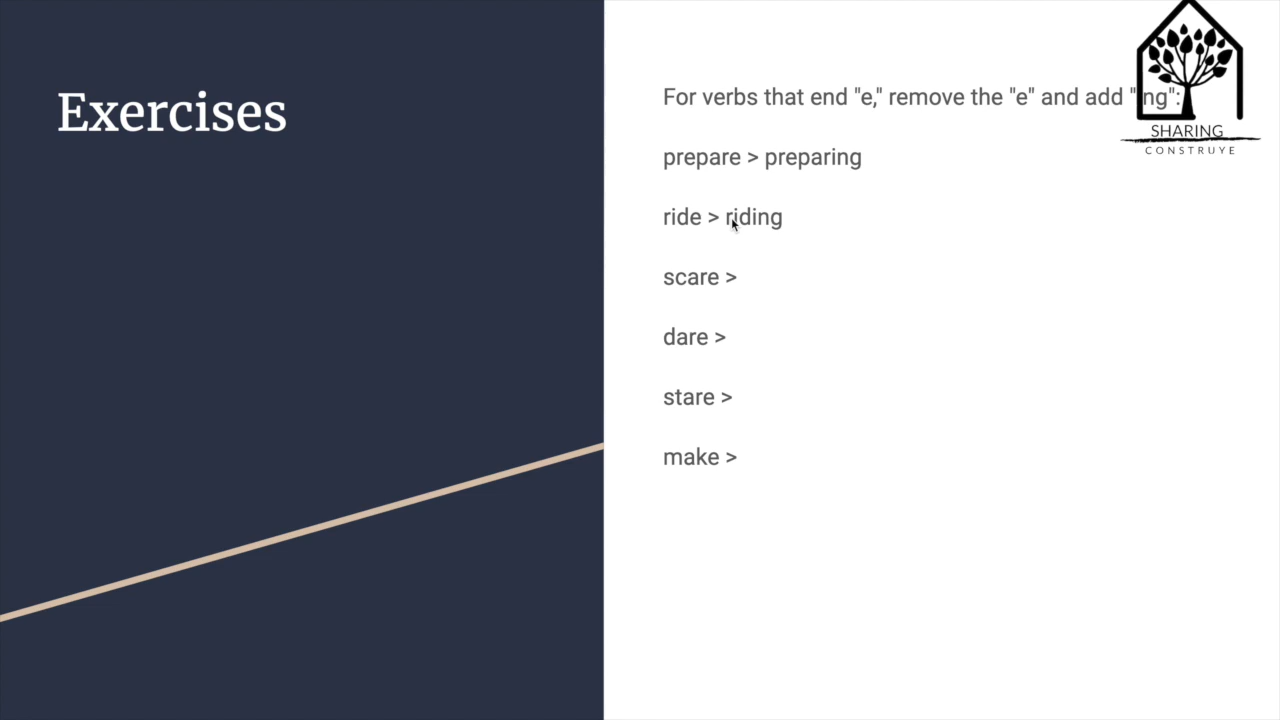 Exercises
For verbs that end "e," remove the "e" and add "ing":
prepare > preparing
ride > riding
scare >
dare >
stare >
make >
SHARING
CONSTRUYE